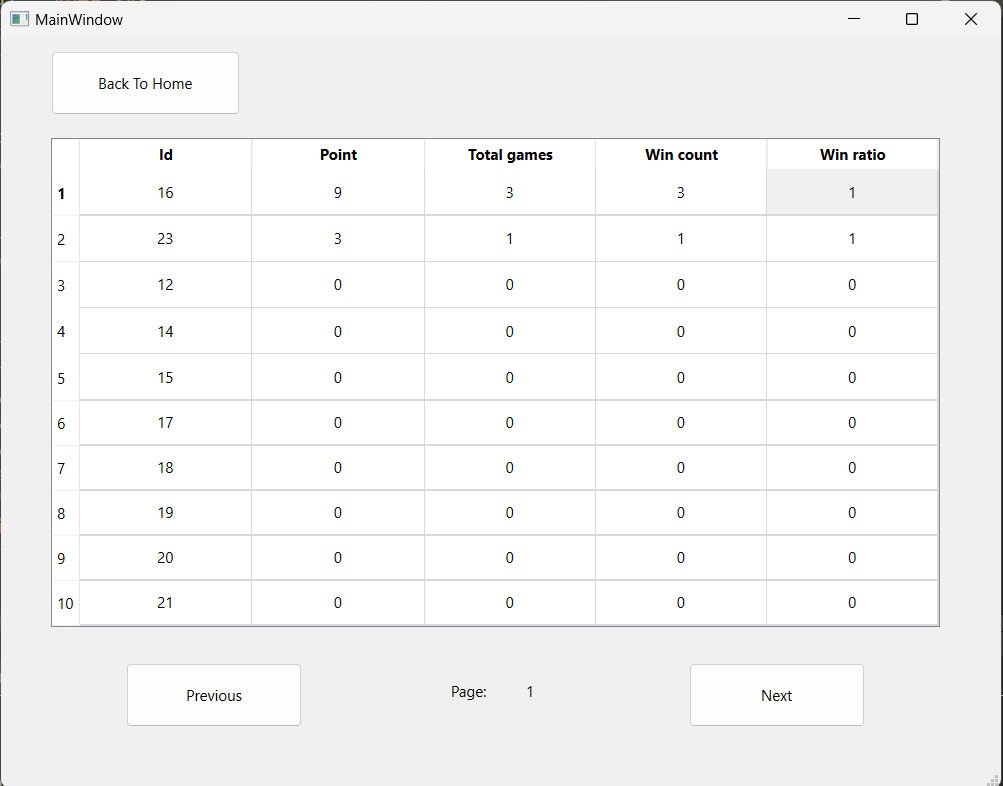 MainWindow
Back To Home
Id Point Total games Win count Win ratio
1 16 9 3 3 1
2 23 3 1 1 1
3 12 0 0 0 0
4 14 0 0 0 0
5 15 0 0 0 0
6 17 0 0 0 0
7 18 0 0 0 0
8 19 0 0 0 0
9 20 0 0 0 0
10 21 0 0 0 0
Previous Page: 1 Next